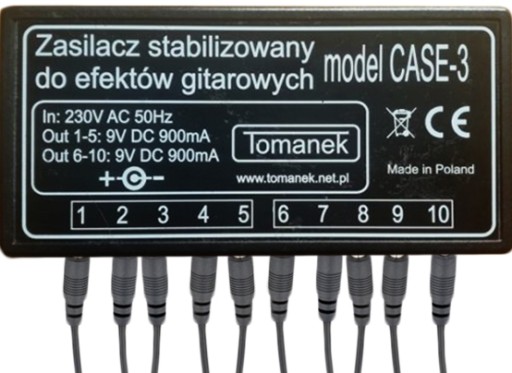 Zasilacz stabilizowany
do efektów gitarowych
model CASE-3
In: 230V AC 50Hz
Out 1-5: 9V DC 900mA
Out 6-10: 9V DC 900mA
Tomanek
www.tomanek.net.pl
CE
Made in Poland
1 2 3 4 5 6 7 8 9 10